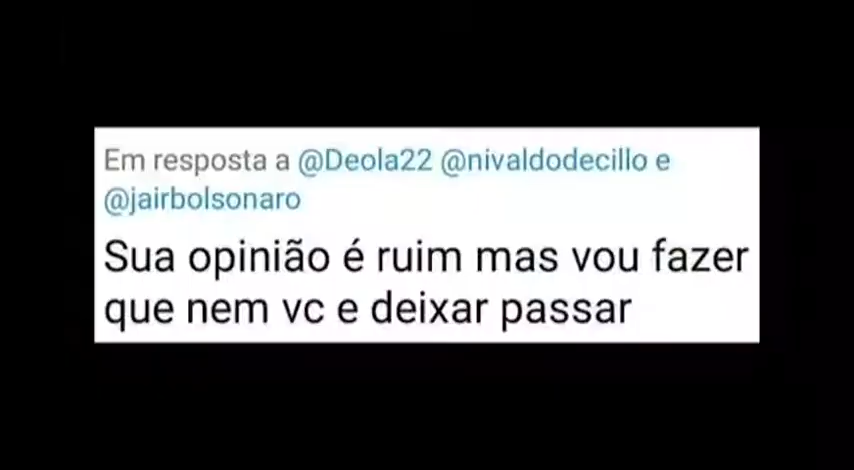 Em resposta a @Deola22 @nivaldodecillo e
@jairbolsonaro
Sua opinião é ruim mas vou fazer
que nem vc e deixar passar